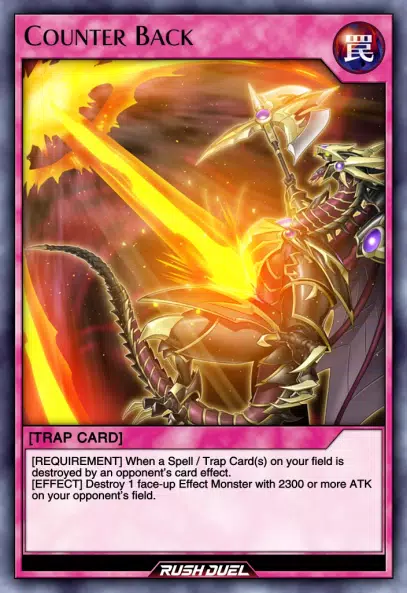 Counter Back
罠
[TRAP CARD]
[REQUIREMENT] When a Spell / Trap Card(s) on your field is
destroyed by an opponent's card effect.
[EFFECT] Destroy 1 face-up Effect Monster with 2300 or more ATK
on your opponent's field.
RUSH DUEL